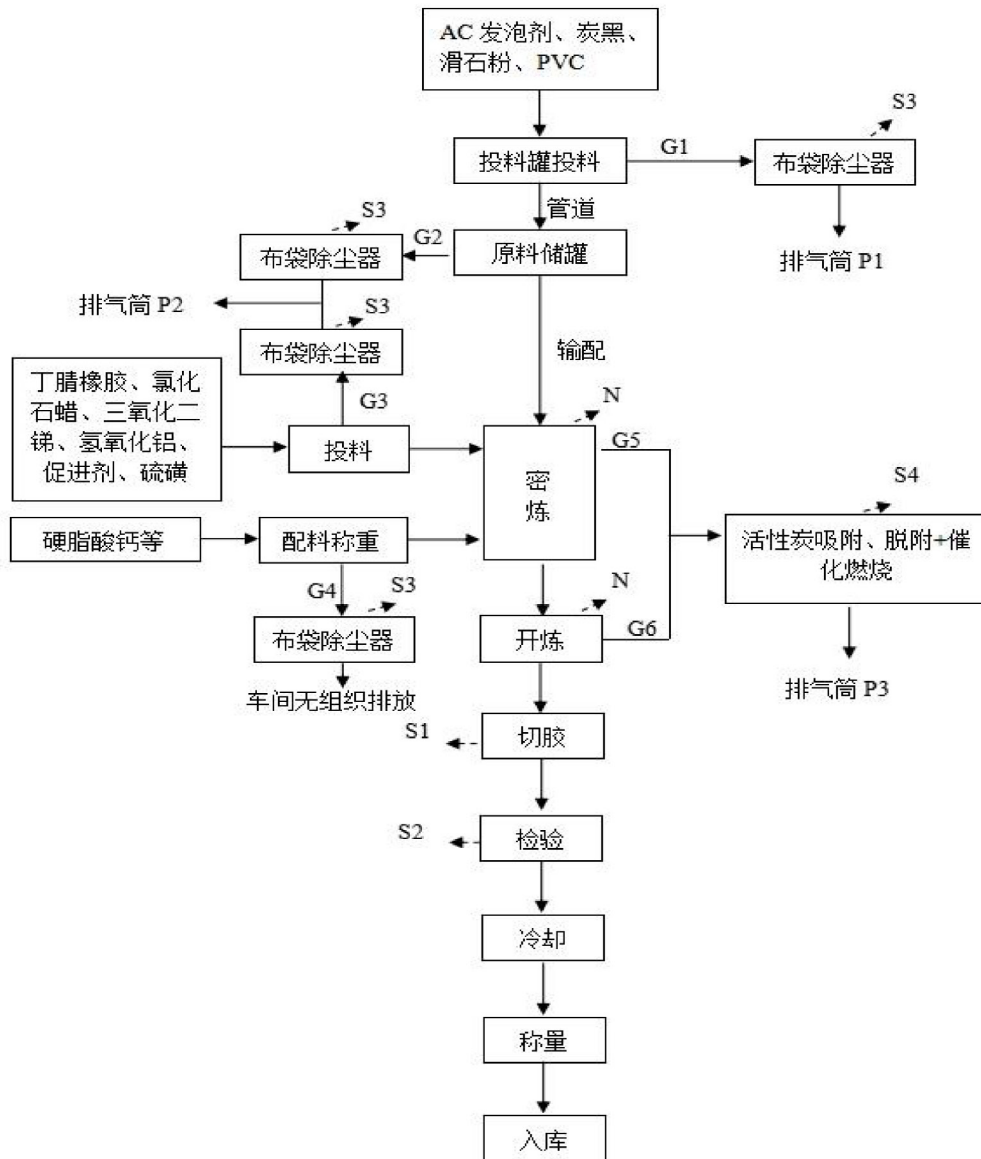 AC 发泡剂、炭黑、
滑石粉、PVC
S3
投料罐投料
G1
布袋除尘器
管道
S3
布袋除尘器
G2
原料储罐
排气筒 P1
排气筒 P2
S3
布袋除尘器
输配
丁腈橡胶、氯化
石蜡、三氧化二
锑、氢氧化铝、
促进剂、硫磺
G3
投料
N
密
炼
G5
S4
活性炭吸附、脱附+催
化燃烧
硬脂酸钙等
配料称重
G4
S3
布袋除尘器
N
开炼
G6
排气筒 P3
车间无组织排放
S1
切胶
S2
检验
冷却
称量
入库